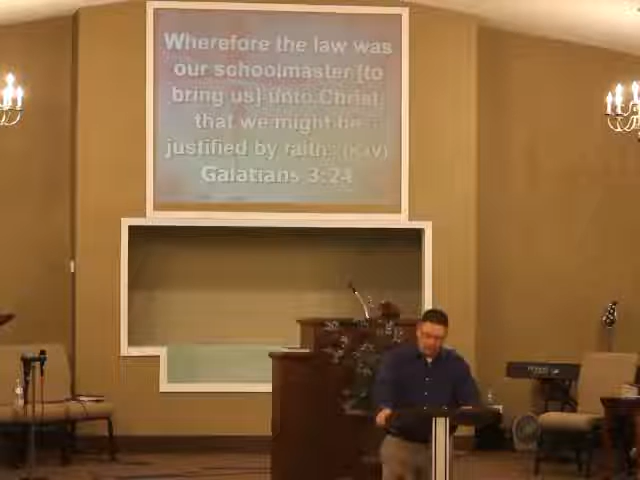 Wherefore the law was
our schoolmaster [to
bring us] unto Christ,
that we might be
justified by faith. (KJV)
Galatians 3:24